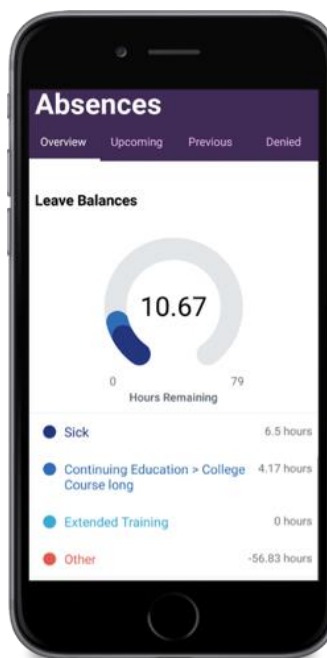 Absences
Overview Upcoming Previous Denied
Leave Balances
10.67
0 79
Hours Remaining
Sick 6.5 hours
Continuing Education > College 4.17 hours
Course long
Extended Training 0 hours
Other -56.83 hours